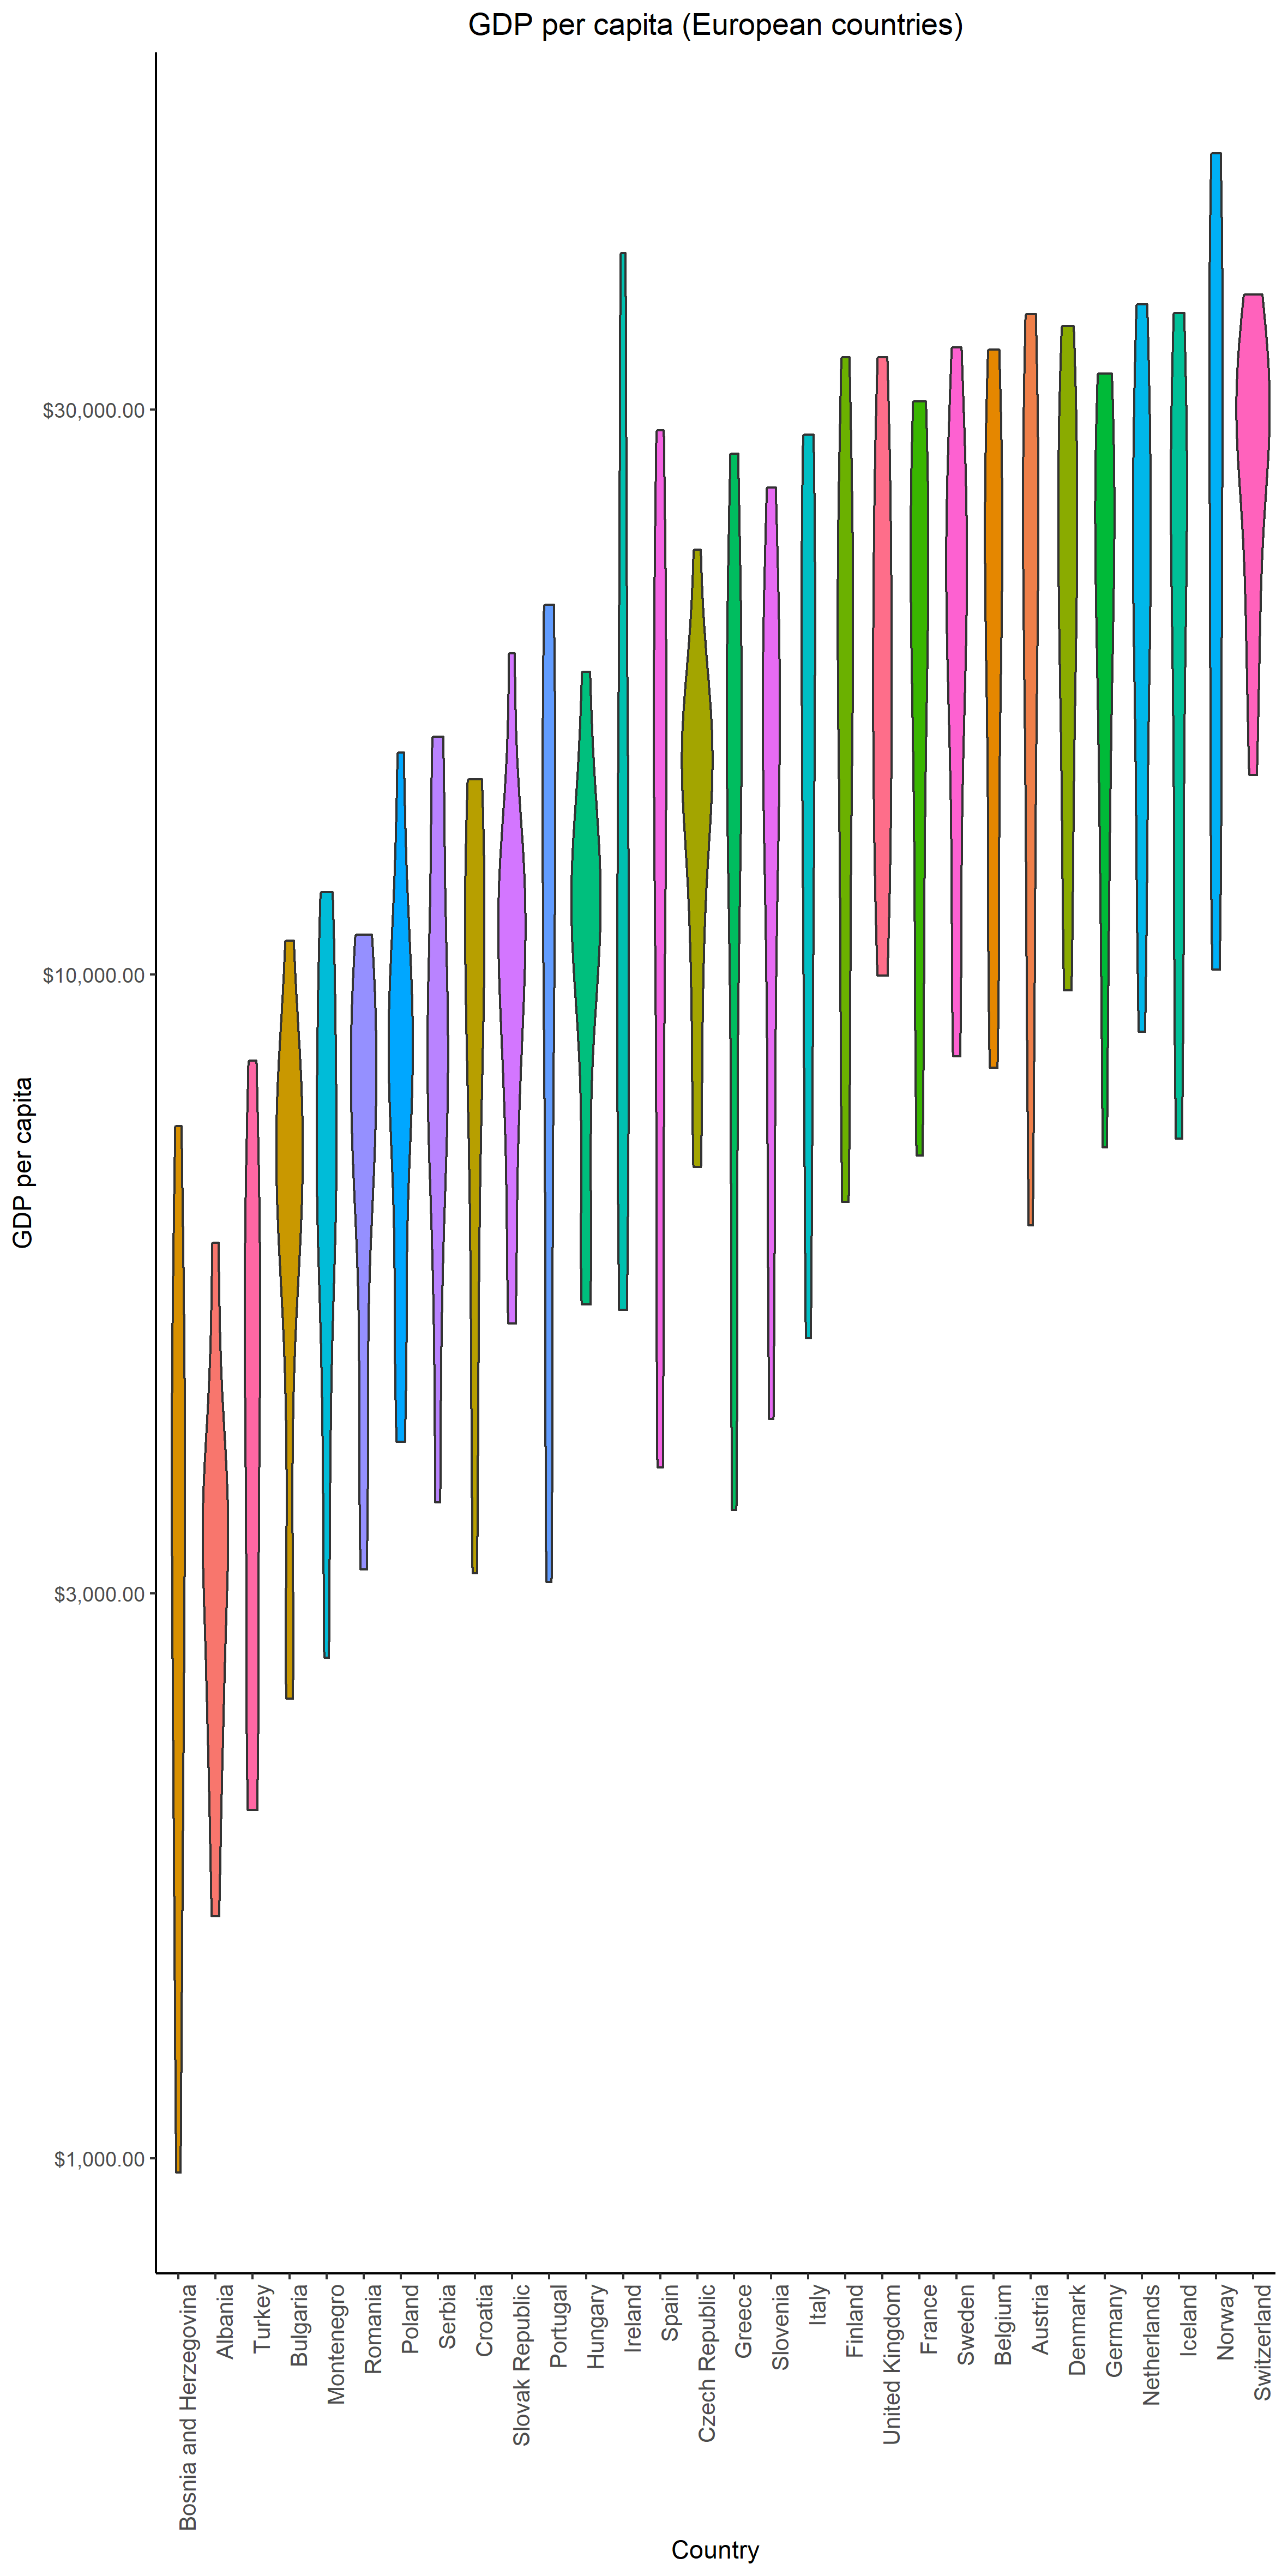 GDP per capita (European countries)
GDP per capita
$30,000.00
$10,000.00
$3,000.00
$1,000.00
Bosnia and Herzegovina
Albania
Turkey
Bulgaria
Montenegro
Romania
Poland
Serbia
Croatia
Slovak Republic
Portugal
Hungary
Ireland
Spain
Czech Republic
Greece
Slovenia
Italy
Finland
United Kingdom
France
Sweden
Belgium
Austria
Denmark
Germany
Netherlands
Iceland
Norway
Switzerland
Country